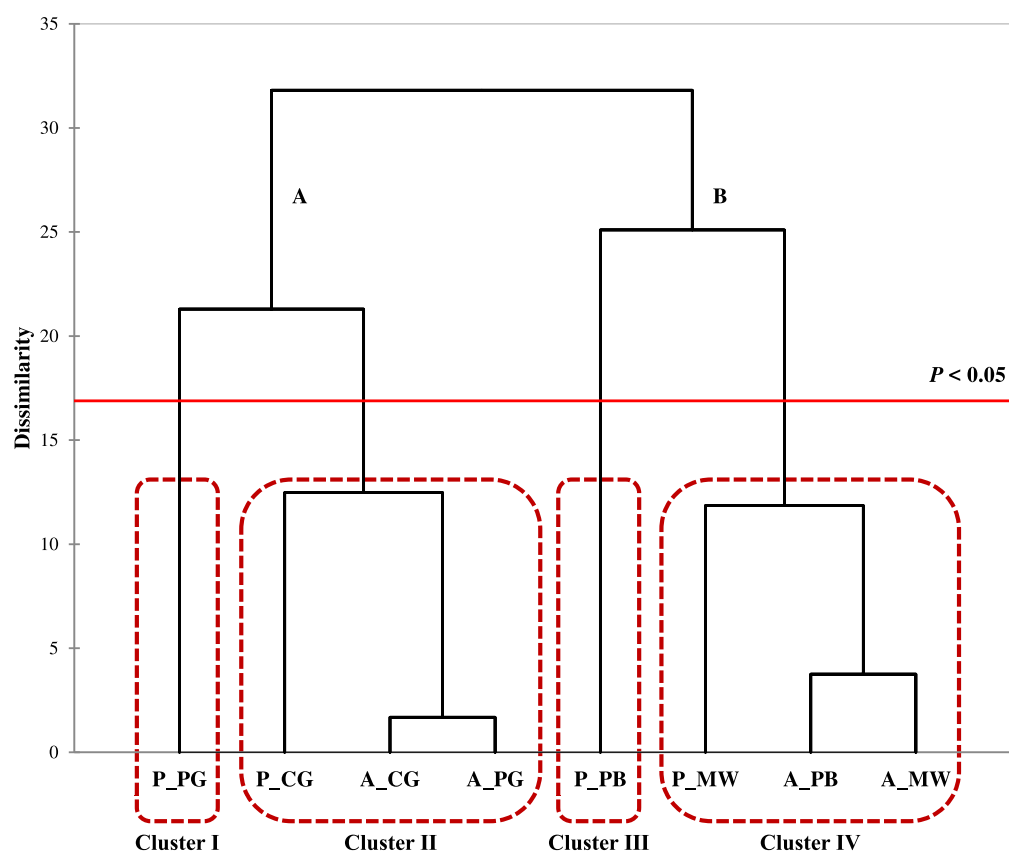 35
30
A
B
25
20
P < 0.05
Dissimilarity
15
10
5
0
P_PG P_CG A_CG A_PG P_PB P_MW A_PB A_MW
Cluster I Cluster II Cluster III Cluster IV